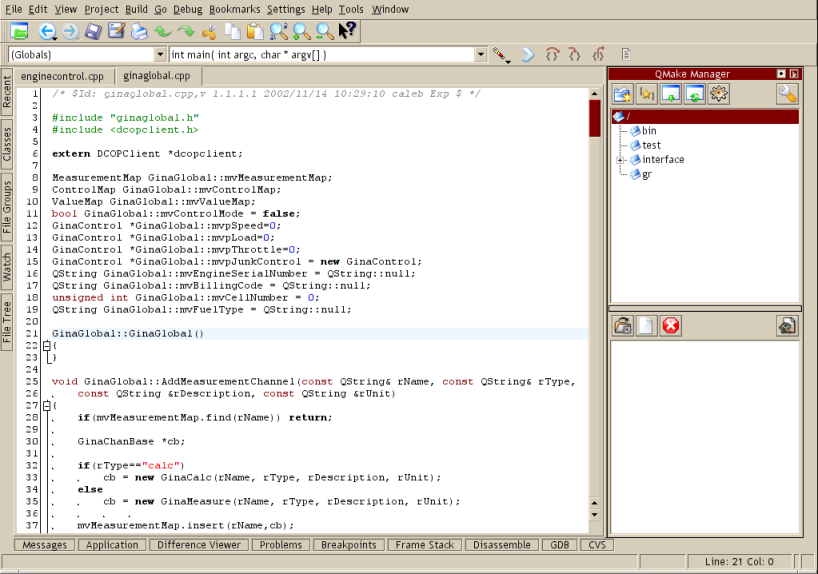 File Edit View Project Build Go Debug Bookmarks Settings Help Tools Window
(Globals) int main( int argc, char * argv[] )
enginecontrol.cpp ginaglobal.cpp
QMake Manager
Recent
Classes
File Groups
Watch
File Tree
1 /* $Id: ginaglobal.cpp,v 1.1.1.1 2002/11/14 10:29:10 caleb Exp $ */
2
3 #include "ginaglobal.h"
4 #include <dcopclient.h>
5
6 extern DCOPClient *dcopclient;
7
8 MeasurementMap GinaGlobal::mvMeasurementMap;
9 ControlMap GinaGlobal::mvControlMap;
10 ValueMap GinaGlobal::mvValueMap;
11 bool GinaGlobal::mvControlMode = false;
12 GinaControl *GinaGlobal::mvpSpeed=0;
13 GinaControl *GinaGlobal::mvpLoad=0;
14 GinaControl *GinaGlobal::mvpThrottle=0;
15 GinaControl *GinaGlobal::mvpJunkControl = new GinaControl;
16 QString GinaGlobal::mvEngineSerialNumber = QString::null;
17 QString GinaGlobal::mvBillingCode = QString::null;
18 unsigned int GinaGlobal::mvCellNumber = 0;
19 QString GinaGlobal::mvFuelType = QString::null;
20
21 GinaGlobal::GinaGlobal()
22 {
23 }
24
25 void GinaGlobal::AddMeasurementChannel(const QString& rName, const QString& rType,
26 . const QString &rDescription, const QString &rUnit)
27 {
28 . if(mvMeasurementMap.find(rName)) return;
29 .
30 . GinaChanBase *cb;
31 .
32 . if(rType=="calc")
33 . . cb = new GinaCalc(rName, rType, rDescription, rUnit);
34 . else
35 . . cb = new GinaMeasure(rName, rType, rDescription, rUnit);
36 . . . .
37 . mvMeasurementMap.insert(rName,cb);
/
bin
test
interface
gr
Messages Application Difference Viewer Problems Breakpoints Frame Stack Disassemble GDB CVS
Line: 21 Col: 0